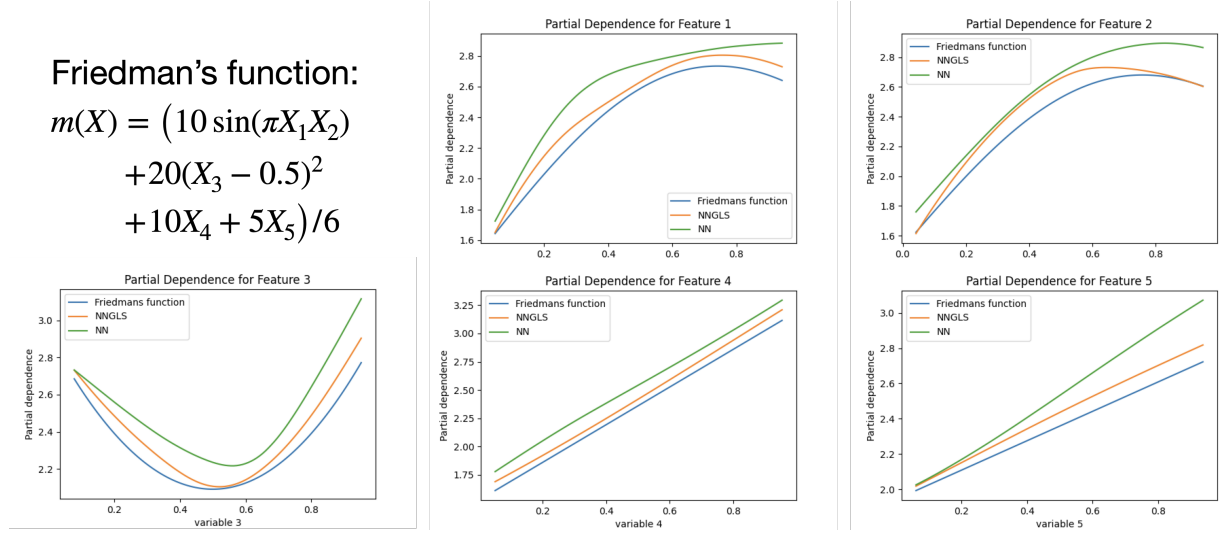 Friedman's function:
m(X) = (10 sin(πX₁X₂)
+20(X₃ − 0.5)²
+10X₄ + 5X₅)/6
Partial Dependence for Feature 1
Partial dependence
2.8
2.6
2.4
2.2
2.0
1.8
1.6
0.2
0.4
0.6
0.8
Friedmans function
NNGLS
NN
Partial Dependence for Feature 2
Partial dependence
2.8
2.6
2.4
2.2
2.0
1.8
1.6
0.0
0.2
0.4
0.6
0.8
Friedmans function
NNGLS
NN
Partial Dependence for Feature 3
Partial dependence
3.0
2.8
2.6
2.4
2.2
0.2
0.4
0.6
0.8
variable 3
Friedmans function
NNGLS
NN
Partial Dependence for Feature 4
Partial dependence
3.25
3.00
2.75
2.50
2.25
2.00
1.75
0.2
0.4
0.6
0.8
variable 4
Friedmans function
NNGLS
NN
Partial Dependence for Feature 5
Partial dependence
3.0
2.8
2.6
2.4
2.2
2.0
0.2
0.4
0.6
0.8
variable 5
Friedmans function
NNGLS
NN